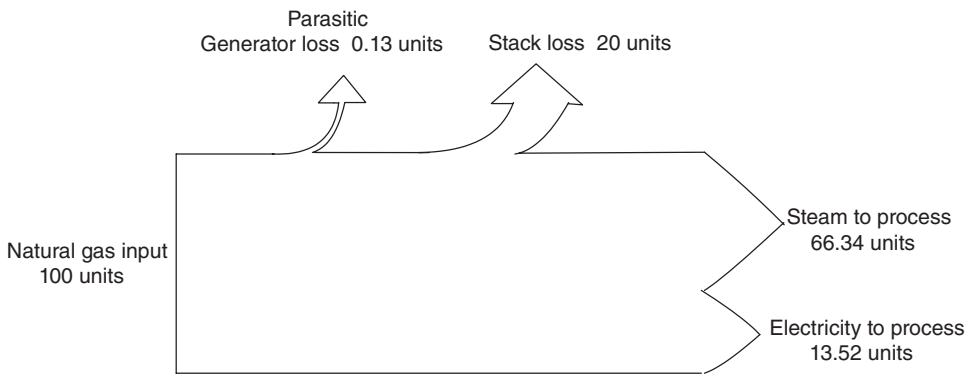 Parasitic
Generator loss 0.13 units
Stack loss 20 units
Natural gas input
100 units
Steam to process
66.34 units
Electricity to process
13.52 units